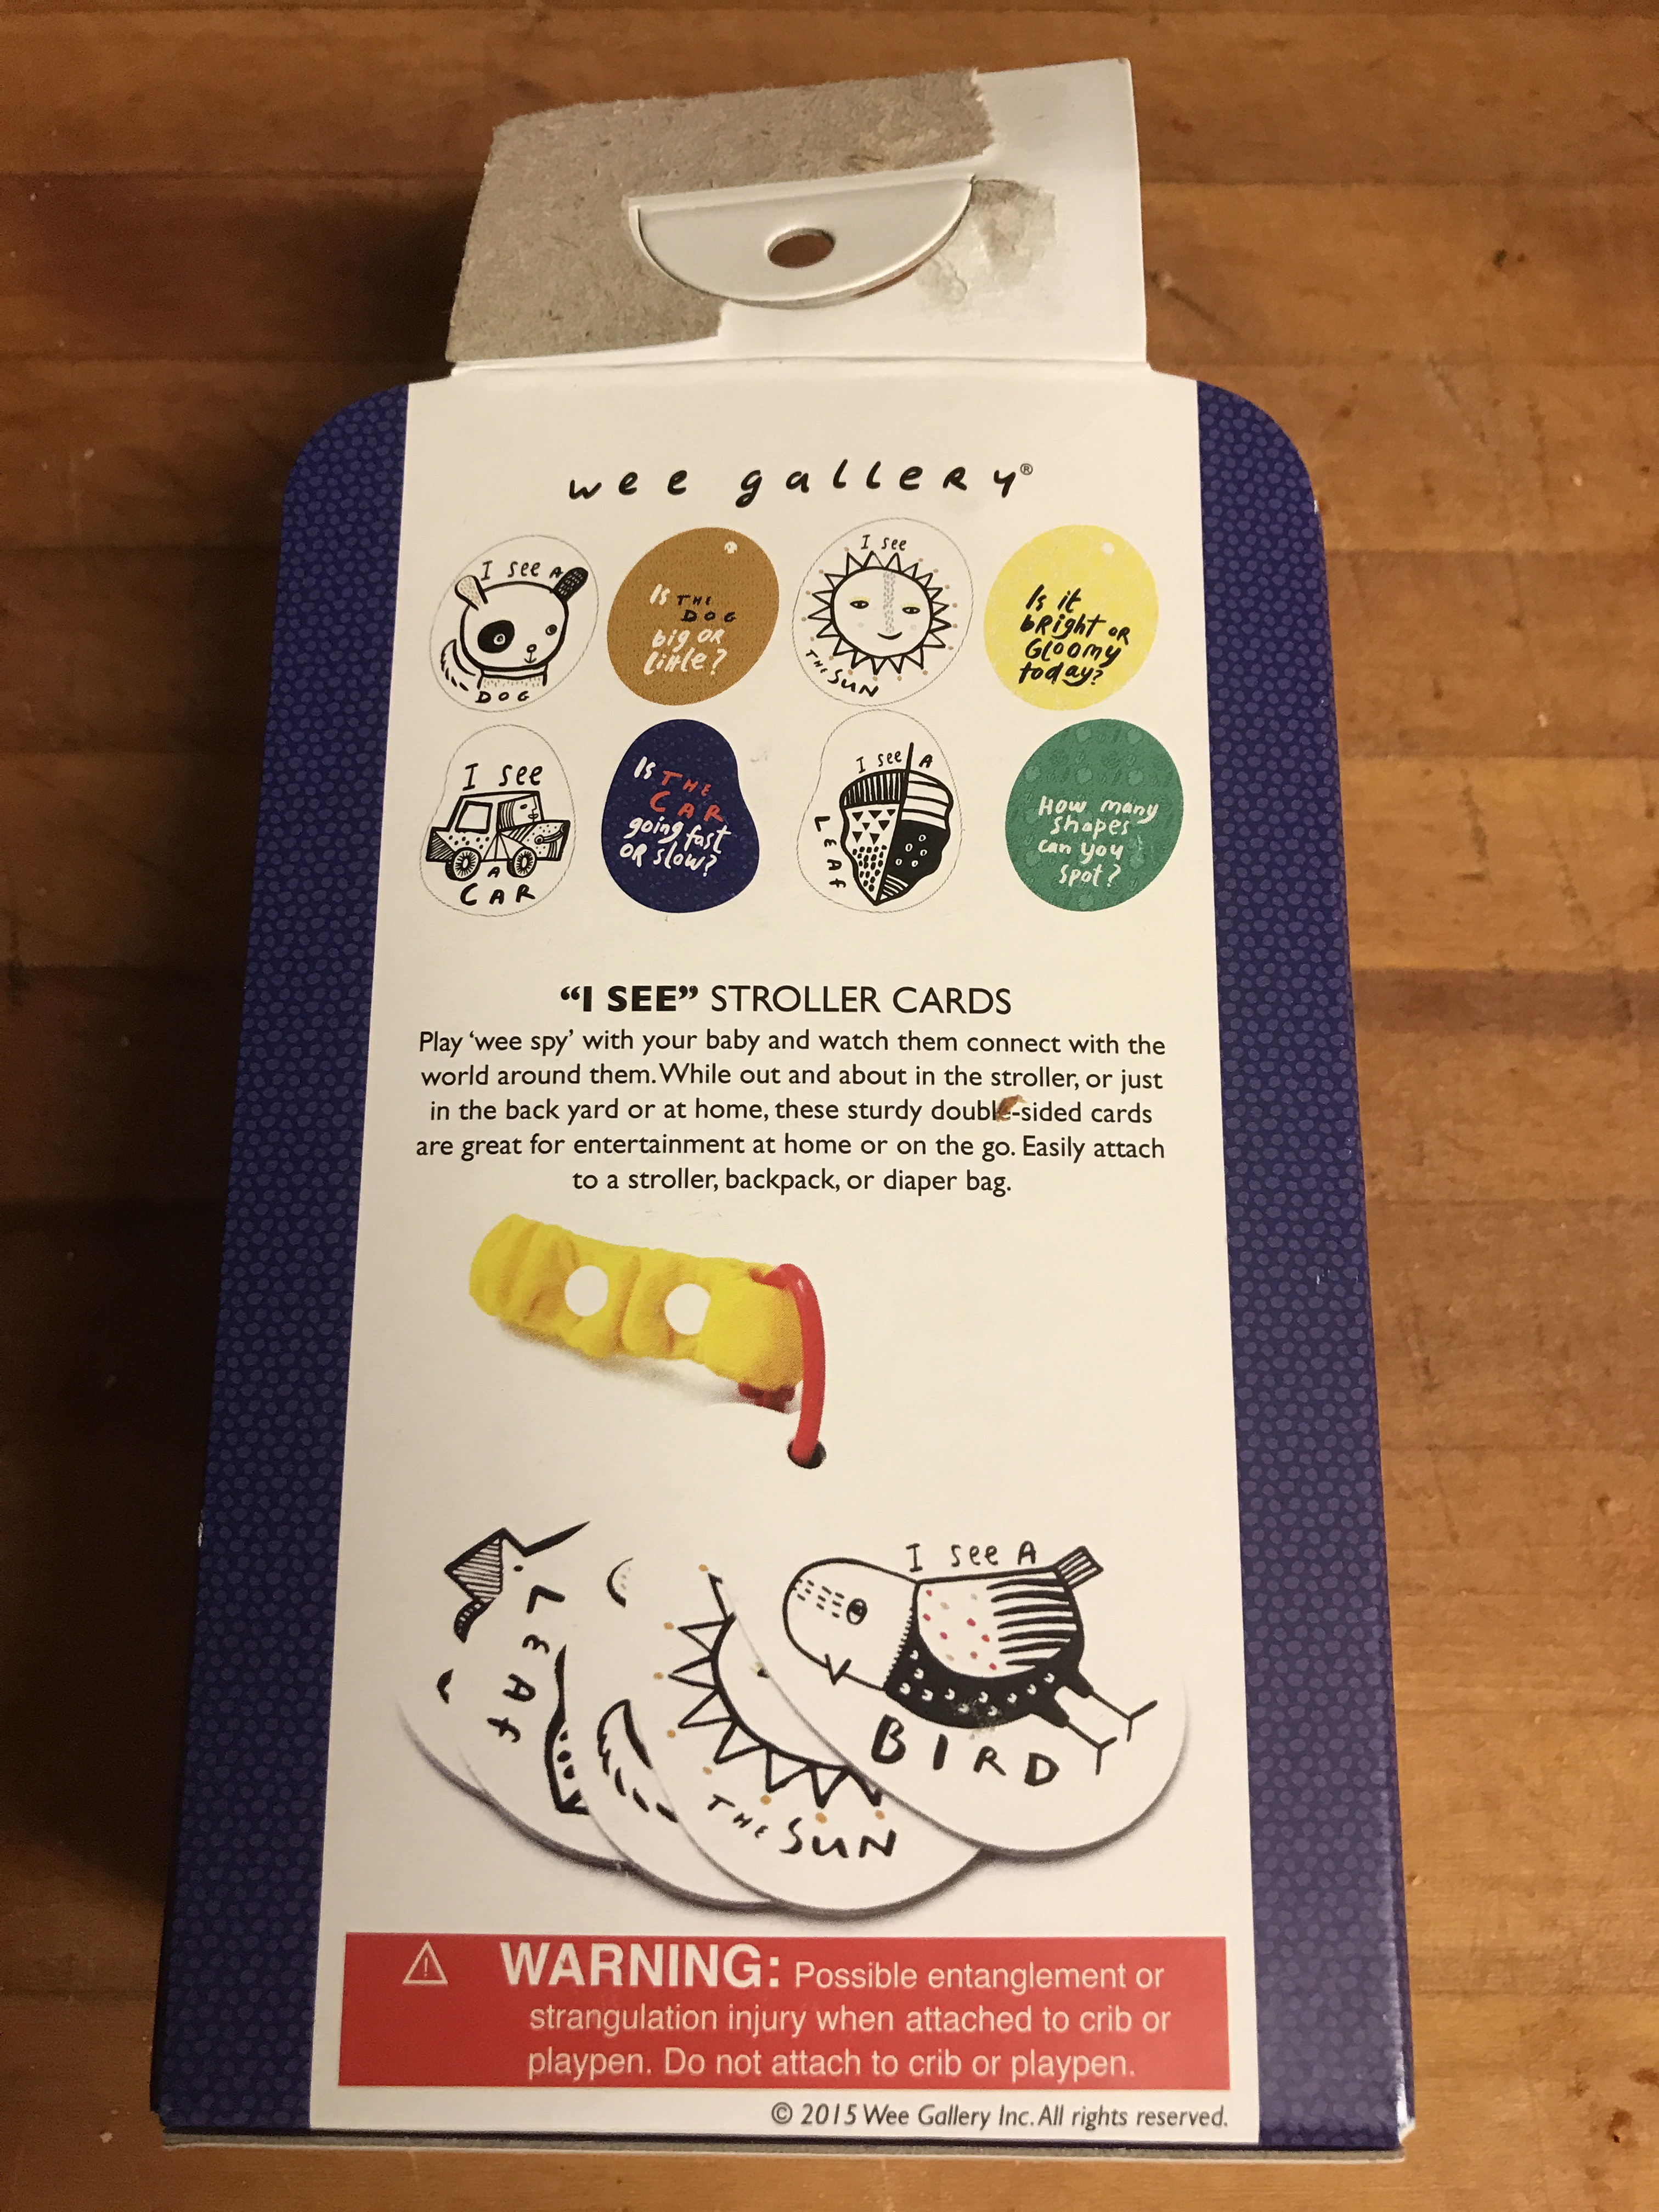 wee gallery®
I see A
DOG
Is THE
DOG
big OR
little?
I see
THE SUN
Is it
bRight OR
GLoomy
today?
I see
A
CAR
Is THE
CAR
going fast
OR slow?
I see A
LEAf
How many
shapes
can you
spot?
“I SEE” STROLLER CARDS
Play ‘wee spy’ with your baby and watch them connect with the
world around them. While out and about in the stroller, or just
in the back yard or at home, these sturdy double-sided cards
are great for entertainment at home or on the go. Easily attach
to a stroller, backpack, or diaper bag.
I see A
BIRD
LEAf
THE SUN
WARNING: Possible entanglement or
strangulation injury when attached to crib or
playpen. Do not attach to crib or playpen.
© 2015 Wee Gallery Inc. All rights reserved.